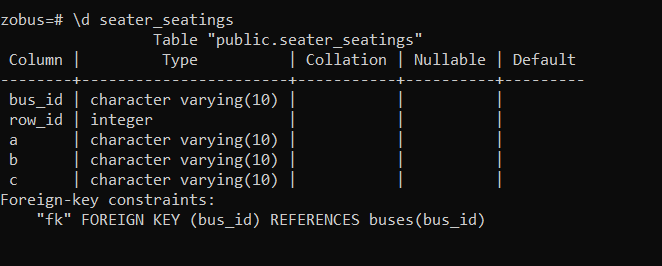 zobus=# \d seater_seatings
                 Table "public.seater_seatings"
 Column |         Type          | Collation | Nullable | Default
--------+-----------------------+-----------+----------+---------
 bus_id | character varying(10) |           |          |
 row_id | integer               |           |          |
 a      | character varying(10) |           |          |
 b      | character varying(10) |           |          |
 c      | character varying(10) |           |          |
Foreign-key constraints:
    "fk" FOREIGN KEY (bus_id) REFERENCES buses(bus_id)